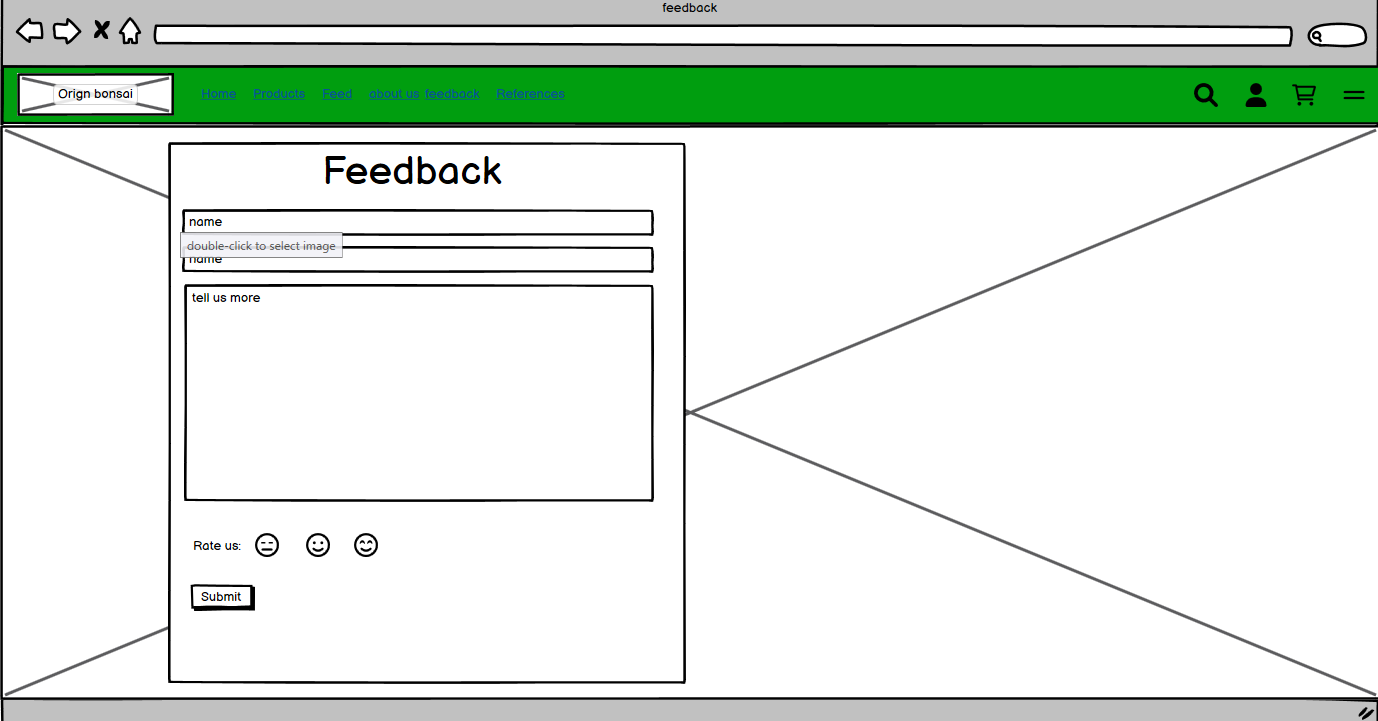 feedback
Orign bonsai
Home Products Feed about us feedback References
Feedback
name
double-click to select image
name
tell us more
Rate us:
Submit